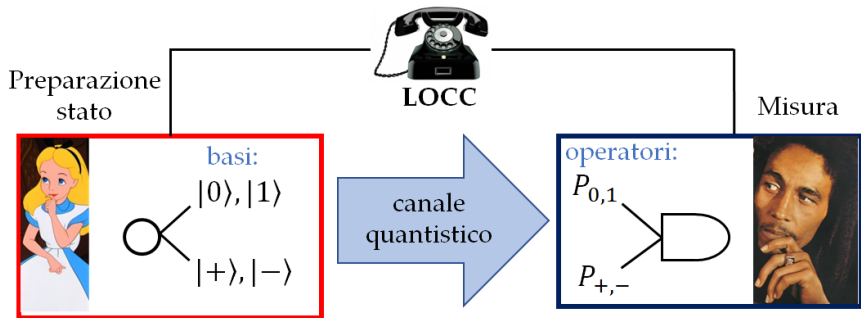 LOCC
Preparazione
stato
Misura
basi:
|0⟩,|1⟩
|+⟩,|−⟩
canale
quantistico
operatori:
P₀,₁
P₊,₋